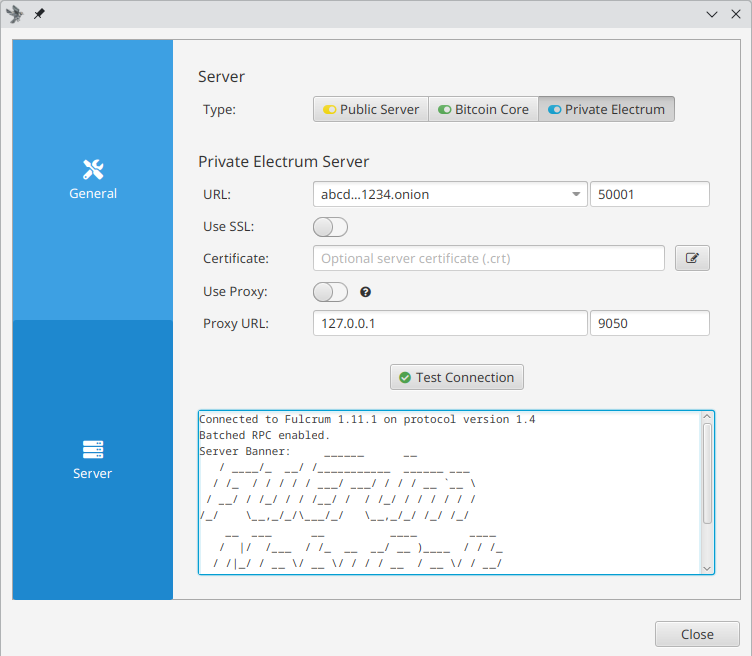 Server
Type: Public Server Bitcoin Core Private Electrum
Private Electrum Server
URL: abcd...1234.onion 50001
Use SSL:
Certificate: Optional server certificate (.crt)
Use Proxy:
Proxy URL: 127.0.0.1 9050
Test Connection
Connected to Fulcrum 1.11.1 on protocol version 1.4
Batched RPC enabled.
Server Banner:
General
Server
Close